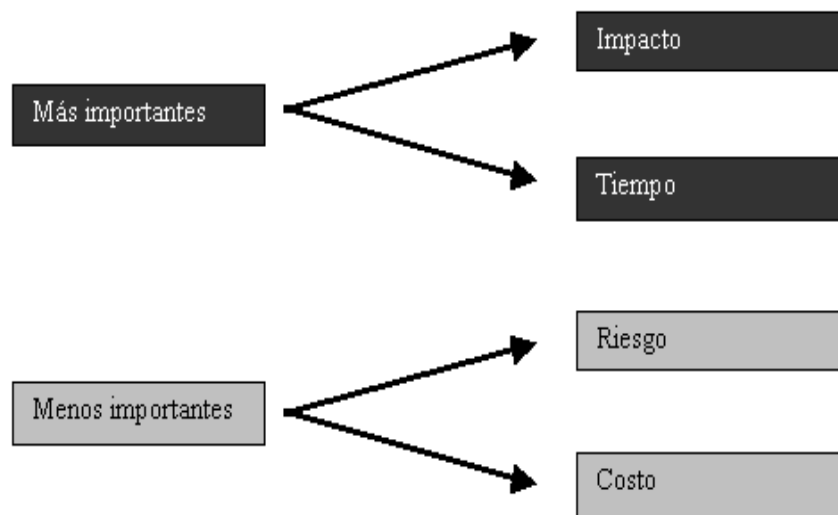 Más importantes
Impacto
Tiempo
Menos importantes
Riesgo
Costo